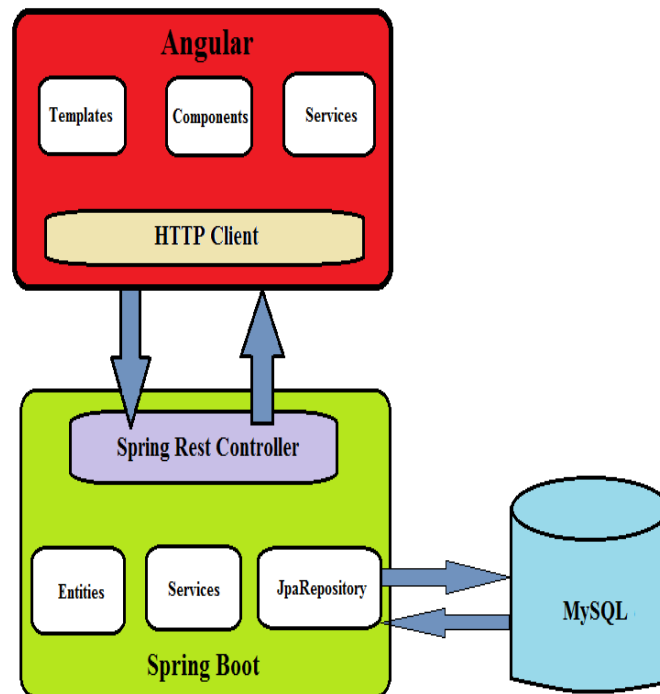 Angular
Templates
Components
Services
HTTP Client
Spring Rest Controller
Entities
Services
JpaRepository
MySQL
Spring Boot